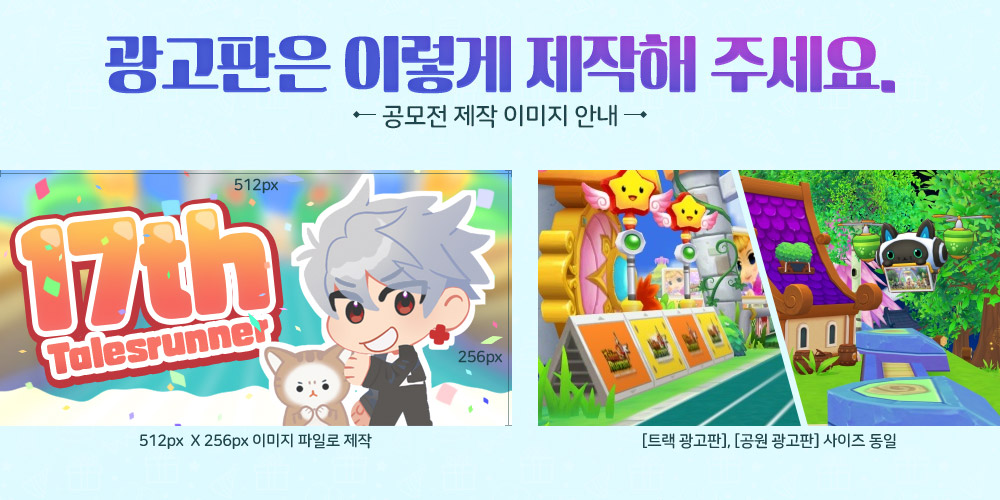 광고판은 이렇게 제작해 주세요.
공모전 제작 이미지 안내
512px
17th
Talesrunner
256px
512px X 256px 이미지 파일로 제작
[트랙 광고판], [공원 광고판] 사이즈 동일